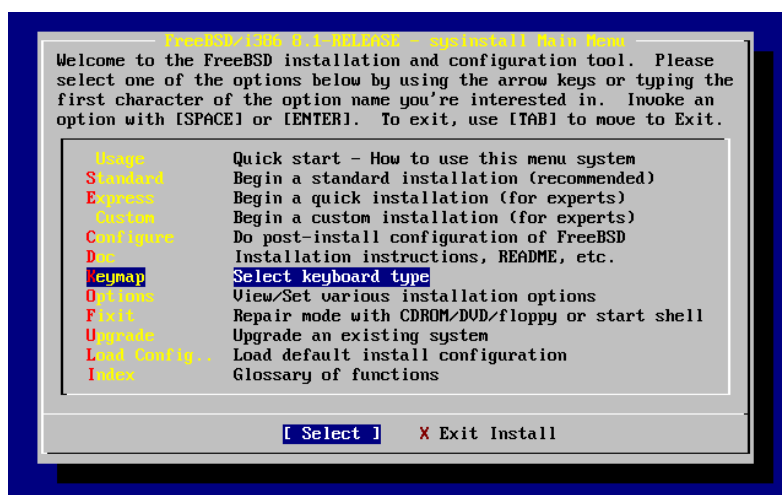 FreeBSD/i386 8.1-RELEASE - sysinstall Main Menu
Welcome to the FreeBSD installation and configuration tool.  Please
select one of the options below by using the arrow keys or typing the
first character of the option name you're interested in.  Invoke an
option with [SPACE] or [ENTER].  To exit, use [TAB] to move to Exit.
Usage Quick start - How to use this menu system
Standard Begin a standard installation (recommended)
Express Begin a quick installation (for experts)
Custom Begin a custom installation (for experts)
Configure Do post-install configuration of FreeBSD
Doc Installation instructions, README, etc.
Keymap Select keyboard type
Options View/Set various installation options
Fixit Repair mode with CDROM/DVD/floppy or start shell
Upgrade Upgrade an existing system
Load Config.. Load default install configuration
Index Glossary of functions
[ Select ] X Exit Install